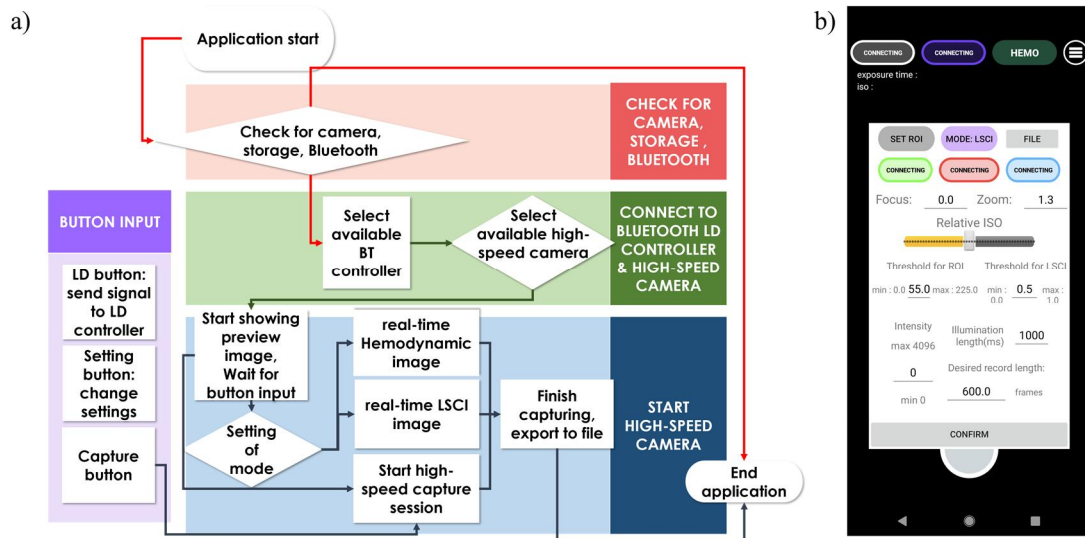 a)
Application start
Check for camera,
storage, Bluetooth
CHECK FOR
CAMERA,
STORAGE ,
BLUETOOTH
BUTTON INPUT
LD button:
send signal
to LD
controller
Setting
button:
change
settings
Capture
button
Select
available
BT
controller
Select
available high-
speed camera
CONNECT TO
BLUETOOTH LD
CONTROLLER
& HIGH-SPEED
CAMERA
Start showing
preview
image,
Wait for
button input
Setting
of
mode
real-time
Hemodynamic
image
real-time LSCI
image
Start high-
speed capture
session
Finish
capturing,
export to file
START
HIGH-SPEED
CAMERA
End
application
b)
CONNECTING CONNECTING HEMO
exposure time :
iso :
SET ROI MODE: LSCI FILE
CONNECTING CONNECTING CONNECTING
Focus: 0.0 Zoom: 1.3
Relative ISO
Threshold for ROI Threshold for LSCI
min : 0.0 55.0 max : 225.0 min : 0.0 0.5 max : 1.0
Intensity
max 4096
Illumination
length(ms) 1000
0
min 0
Desired record length:
600.0 frames
CONFIRM